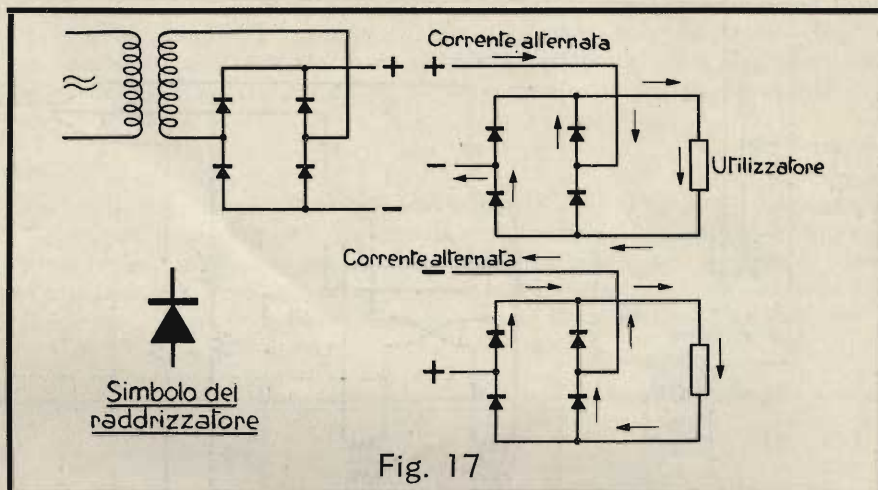 Corrente alternata
+
+
-
-
Utilizzatore
Corrente alternata
-
+
Simbolo del
raddrizzatore
Fig. 17